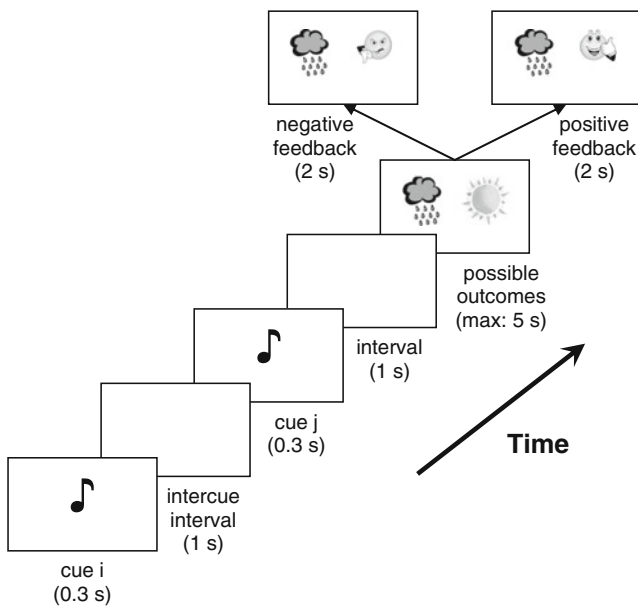 negative
feedback
(2 s)
positive
feedback
(2 s)
possible
outcomes
(max: 5 s)
interval
(1 s)
cue j
(0.3 s)
Time
intercue
interval
(1 s)
cue i
(0.3 s)